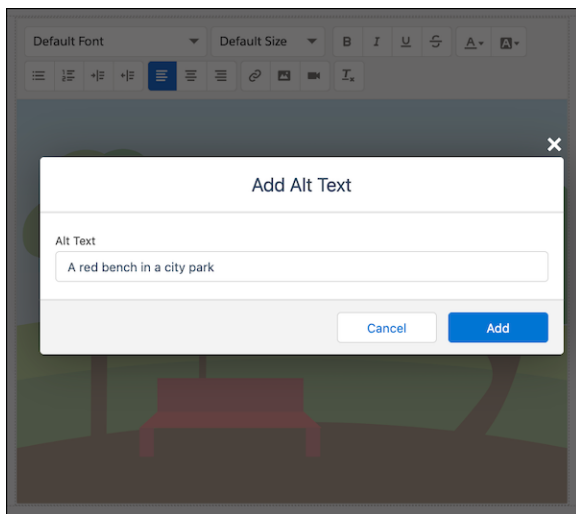 Default Font Default Size B I U S A A
Add Alt Text
Alt Text
A red bench in a city park
Cancel Add